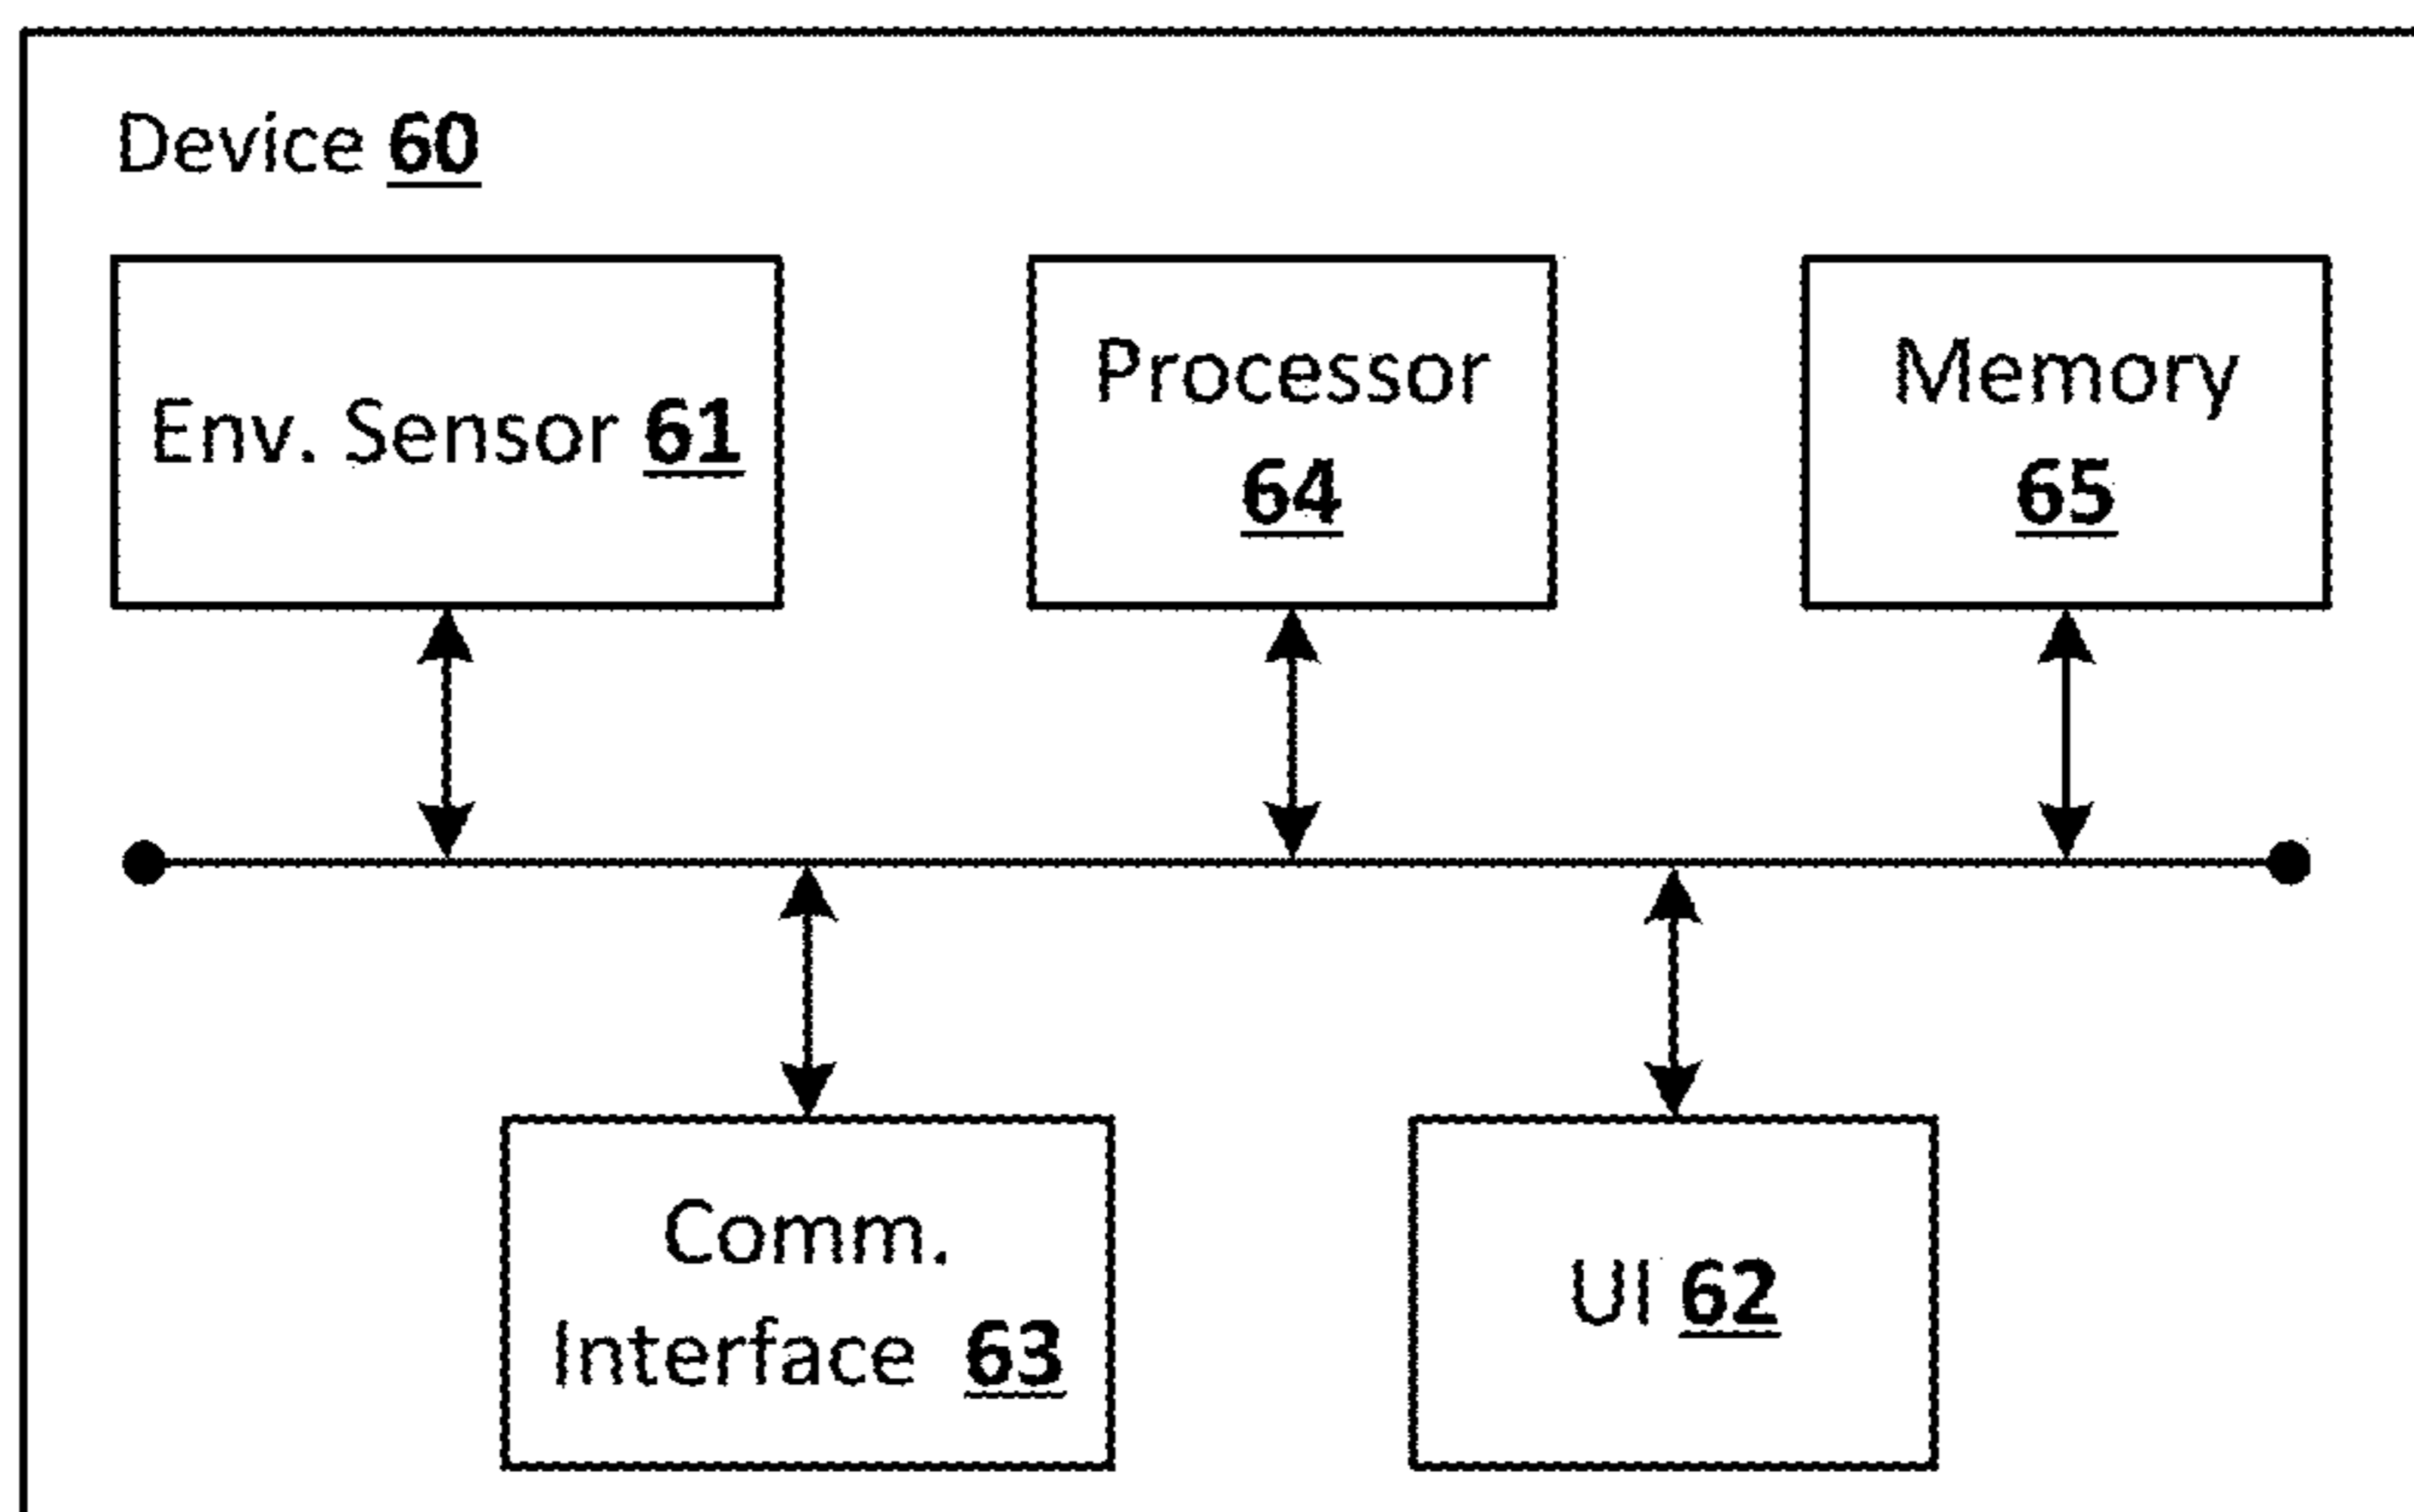 Device 60
Env. Sensor 61
Processor
64
Memory
65
Comm.
Interface 63
UI 62